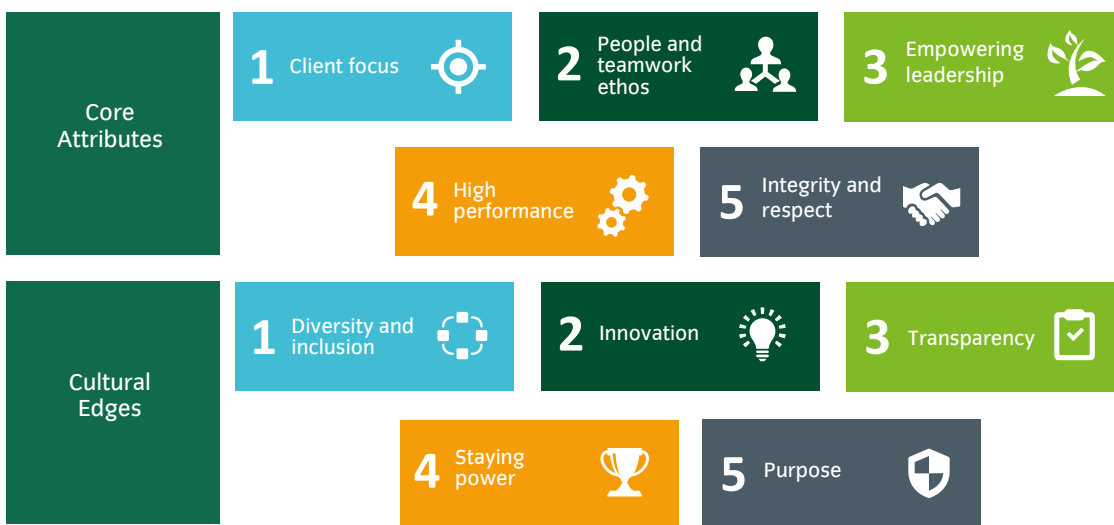 Core
Attributes
1 Client focus
2 People and
teamwork
ethos
3 Empowering
leadership
4 High
performance
5 Integrity and
respect
Cultural
Edges
1 Diversity and
inclusion
2 Innovation
3 Transparency
4 Staying
power
5 Purpose